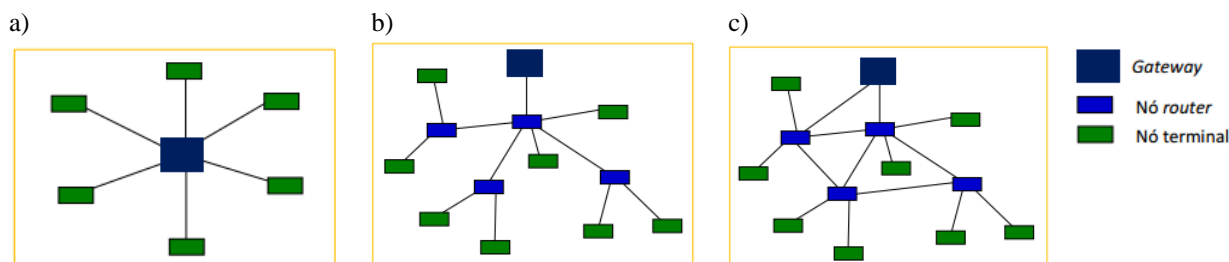 a)
b)
c)
Gateway
Nó router
Nó terminal